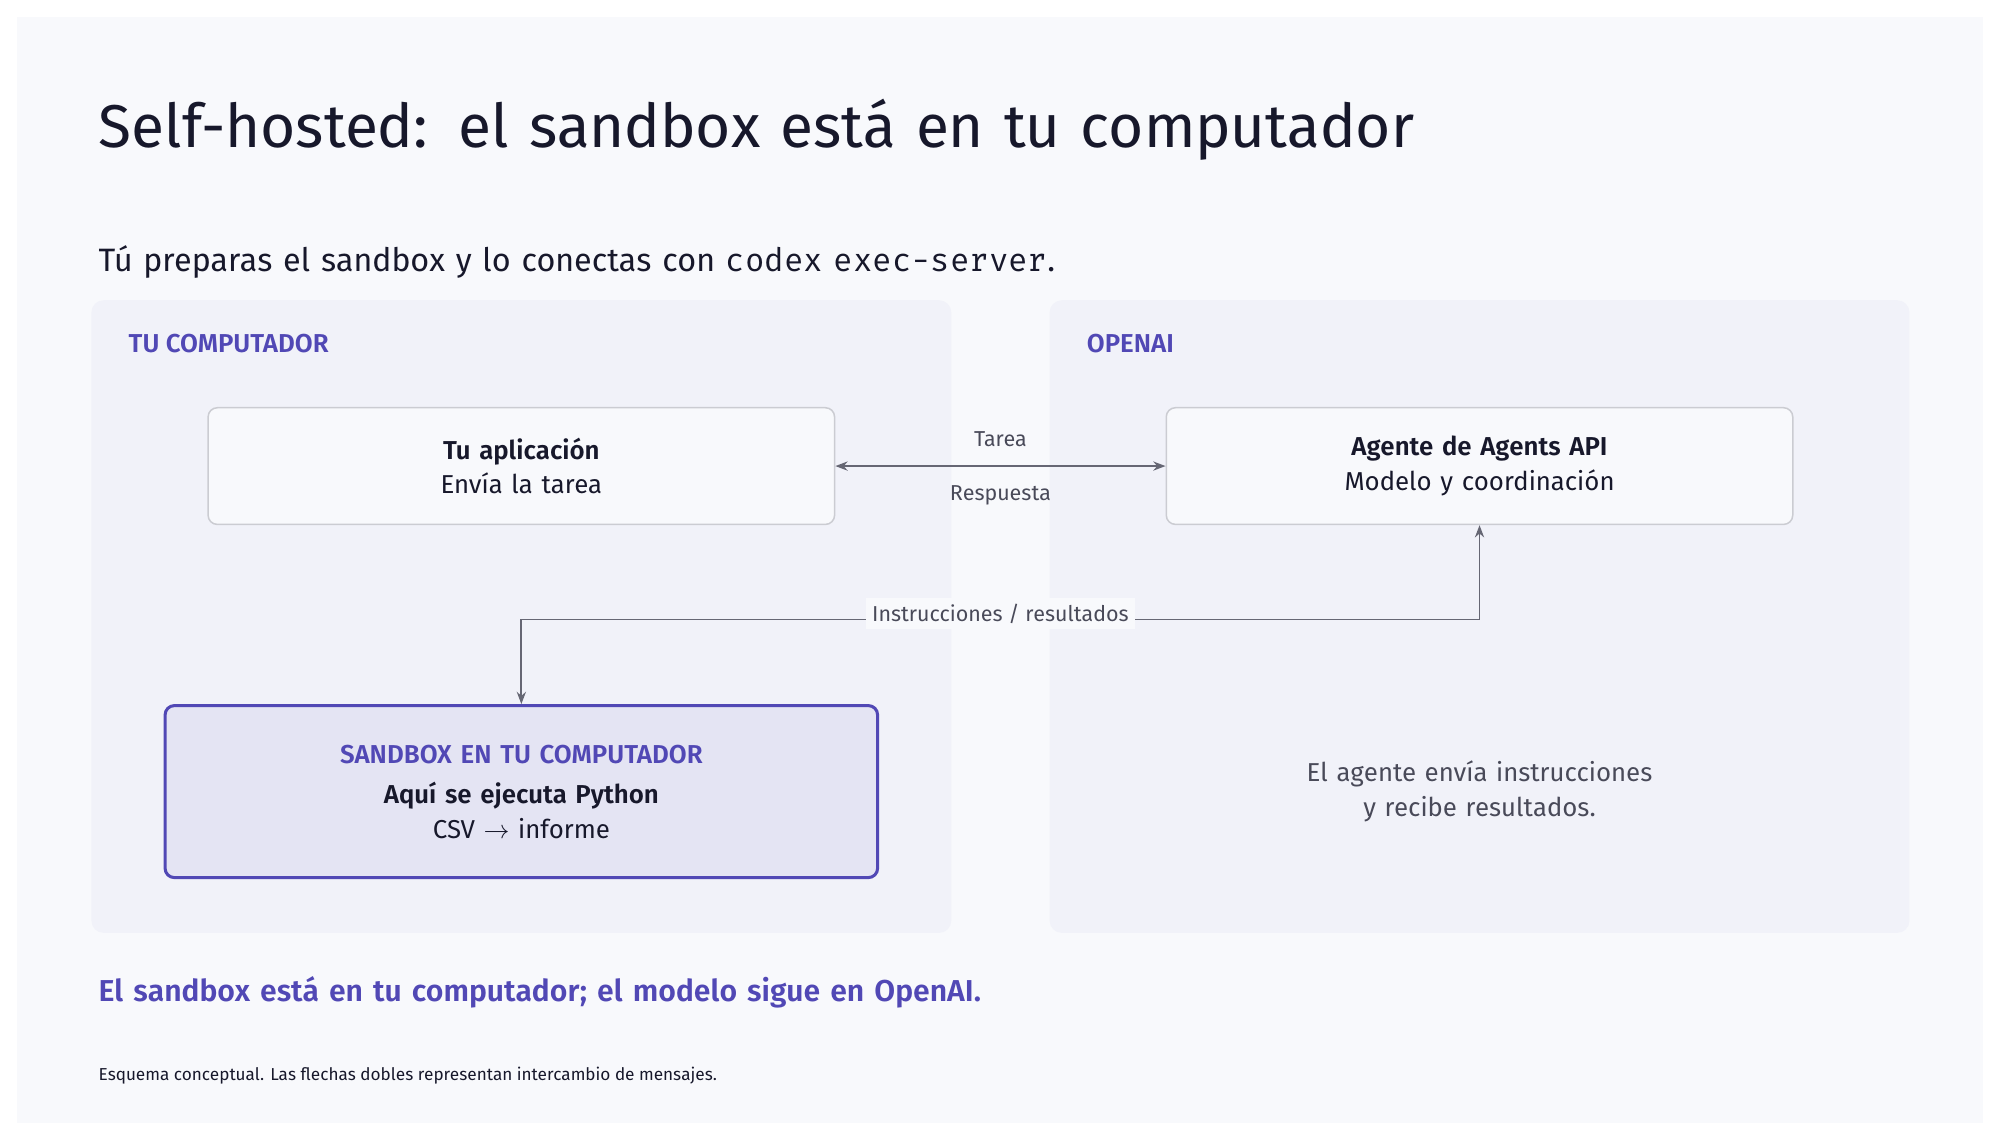 Self-hosted: el sandbox está en tu computador
Tú preparas el sandbox y lo conectas con codex exec-server.
TU COMPUTADOR
Tu aplicación
Envía la tarea
Tarea
Respuesta
OPENAI
Agente de Agents API
Modelo y coordinación
Instrucciones / resultados
SANDBOX EN TU COMPUTADOR
Aquí se ejecuta Python
CSV → informe
El agente envía instrucciones
y recibe resultados.
El sandbox está en tu computador; el modelo sigue en OpenAI.
Esquema conceptual. Las flechas dobles representan intercambio de mensajes.